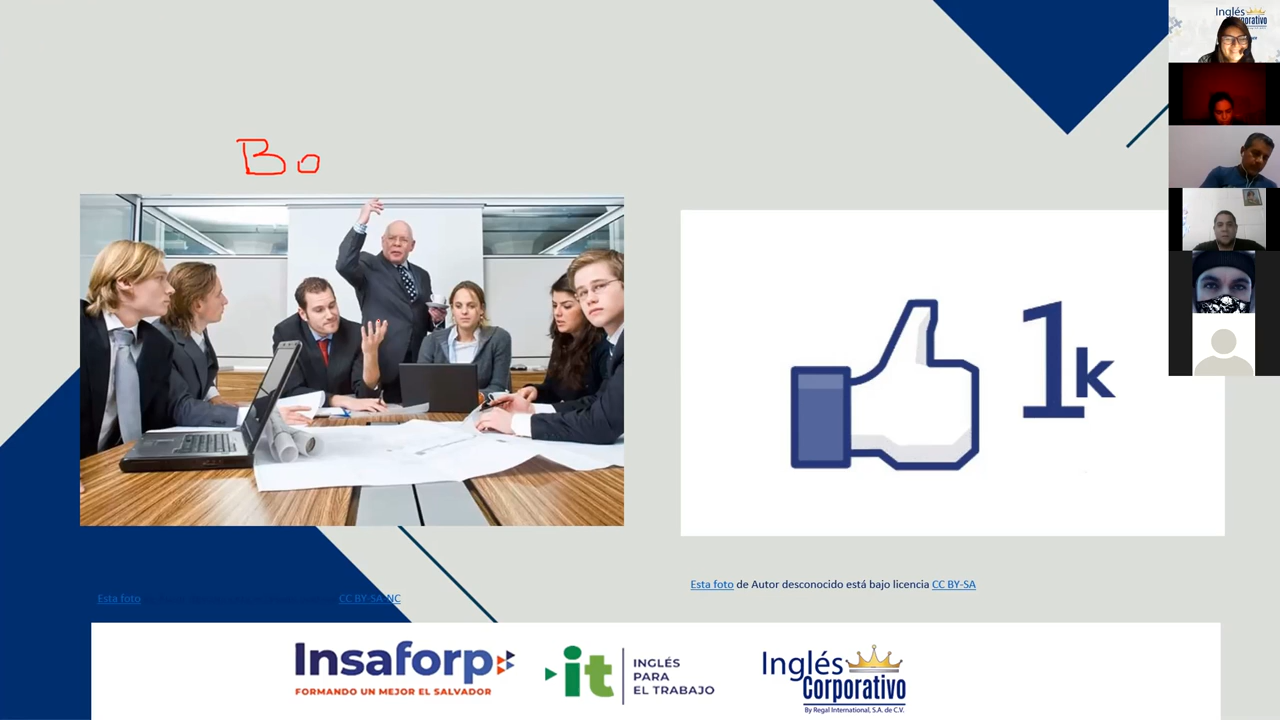 Inglés
Corporativo
Bo
1k
Esta foto de Autor desconocido está bajo licencia CC BY-SA
Esta foto
CC BY-SA-NC
Insaforp
FORMANDO UN MEJOR EL SALVADOR
it
INGLÉS
PARA
EL TRABAJO
Inglés
Corporativo
By Regal International, S.A. de C.V.